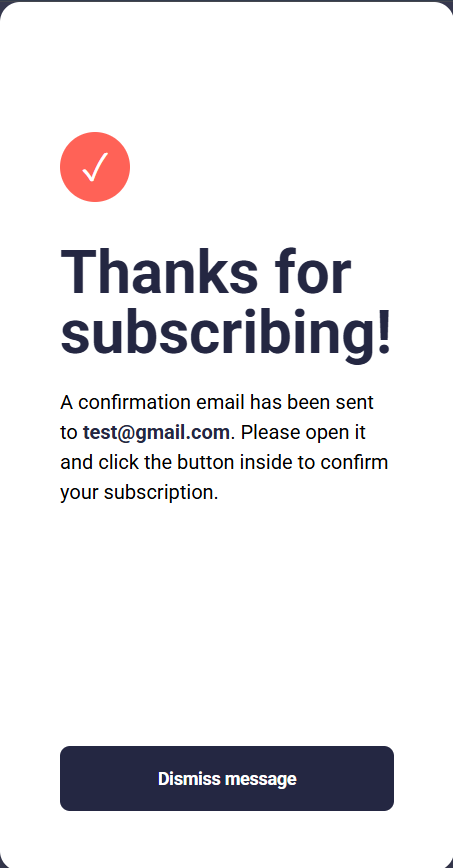 Thanks for
subscribing!
A confirmation email has been sent
to test@gmail.com. Please open it
and click the button inside to confirm
your subscription.
Dismiss message